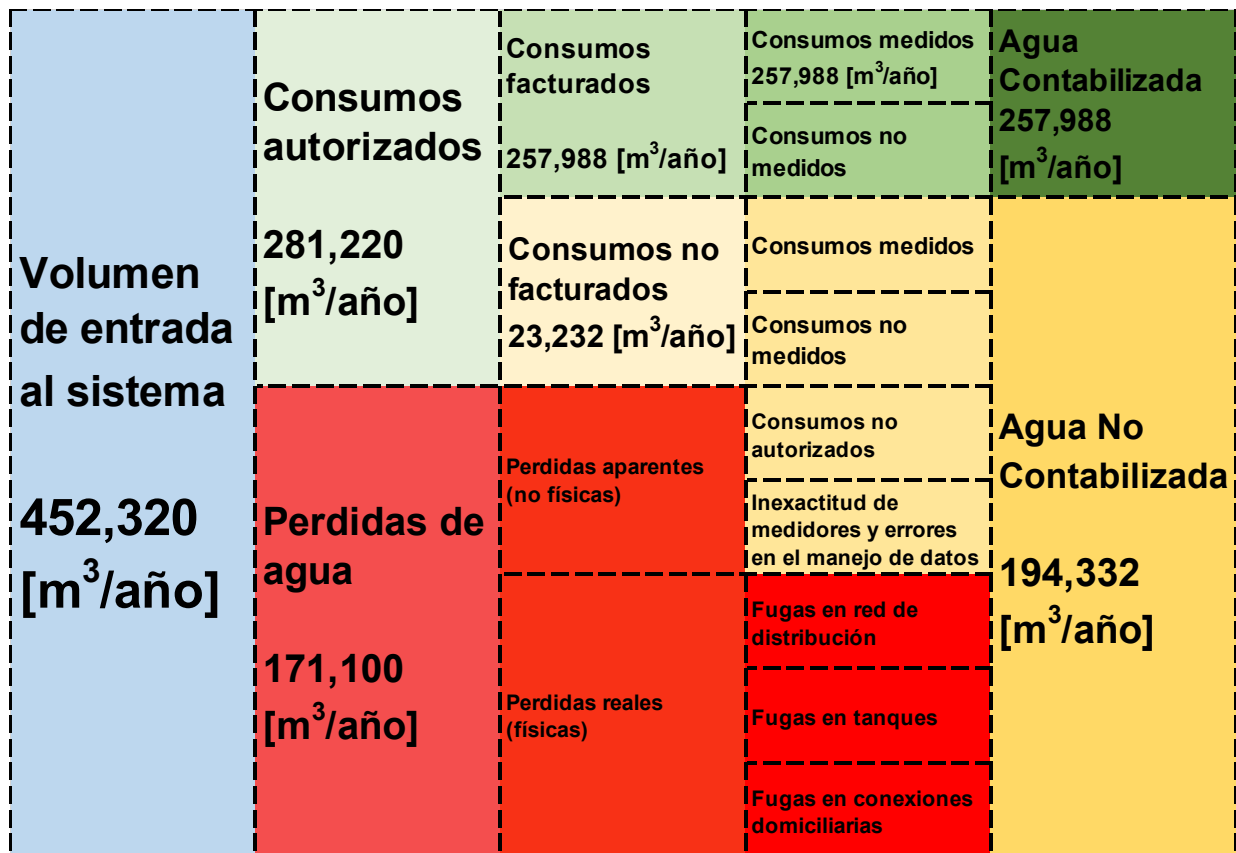 Volumen
de entrada
al sistema
452,320
[m³/año]
Consumos
autorizados
281,220
[m³/año]
Perdidas de
agua
171,100
[m³/año]
Consumos
facturados
257,988 [m³/año]
Consumos no
facturados
23,232 [m³/año]
Perdidas aparentes
(no físicas)
Perdidas reales
(físicas)
Consumos medidos
257,988 [m³/año]
Consumos no
medidos
Consumos medidos
Consumos no
medidos
Consumos no
autorizados
Inexactitud de
medidores y errores
en el manejo de datos
Fugas en red de
distribución
Fugas en tanques
Fugas en conexiones
domiciliarias
Agua
Contabilizada
257,988
[m³/año]
Agua No
Contabilizada
194,332
[m³/año]